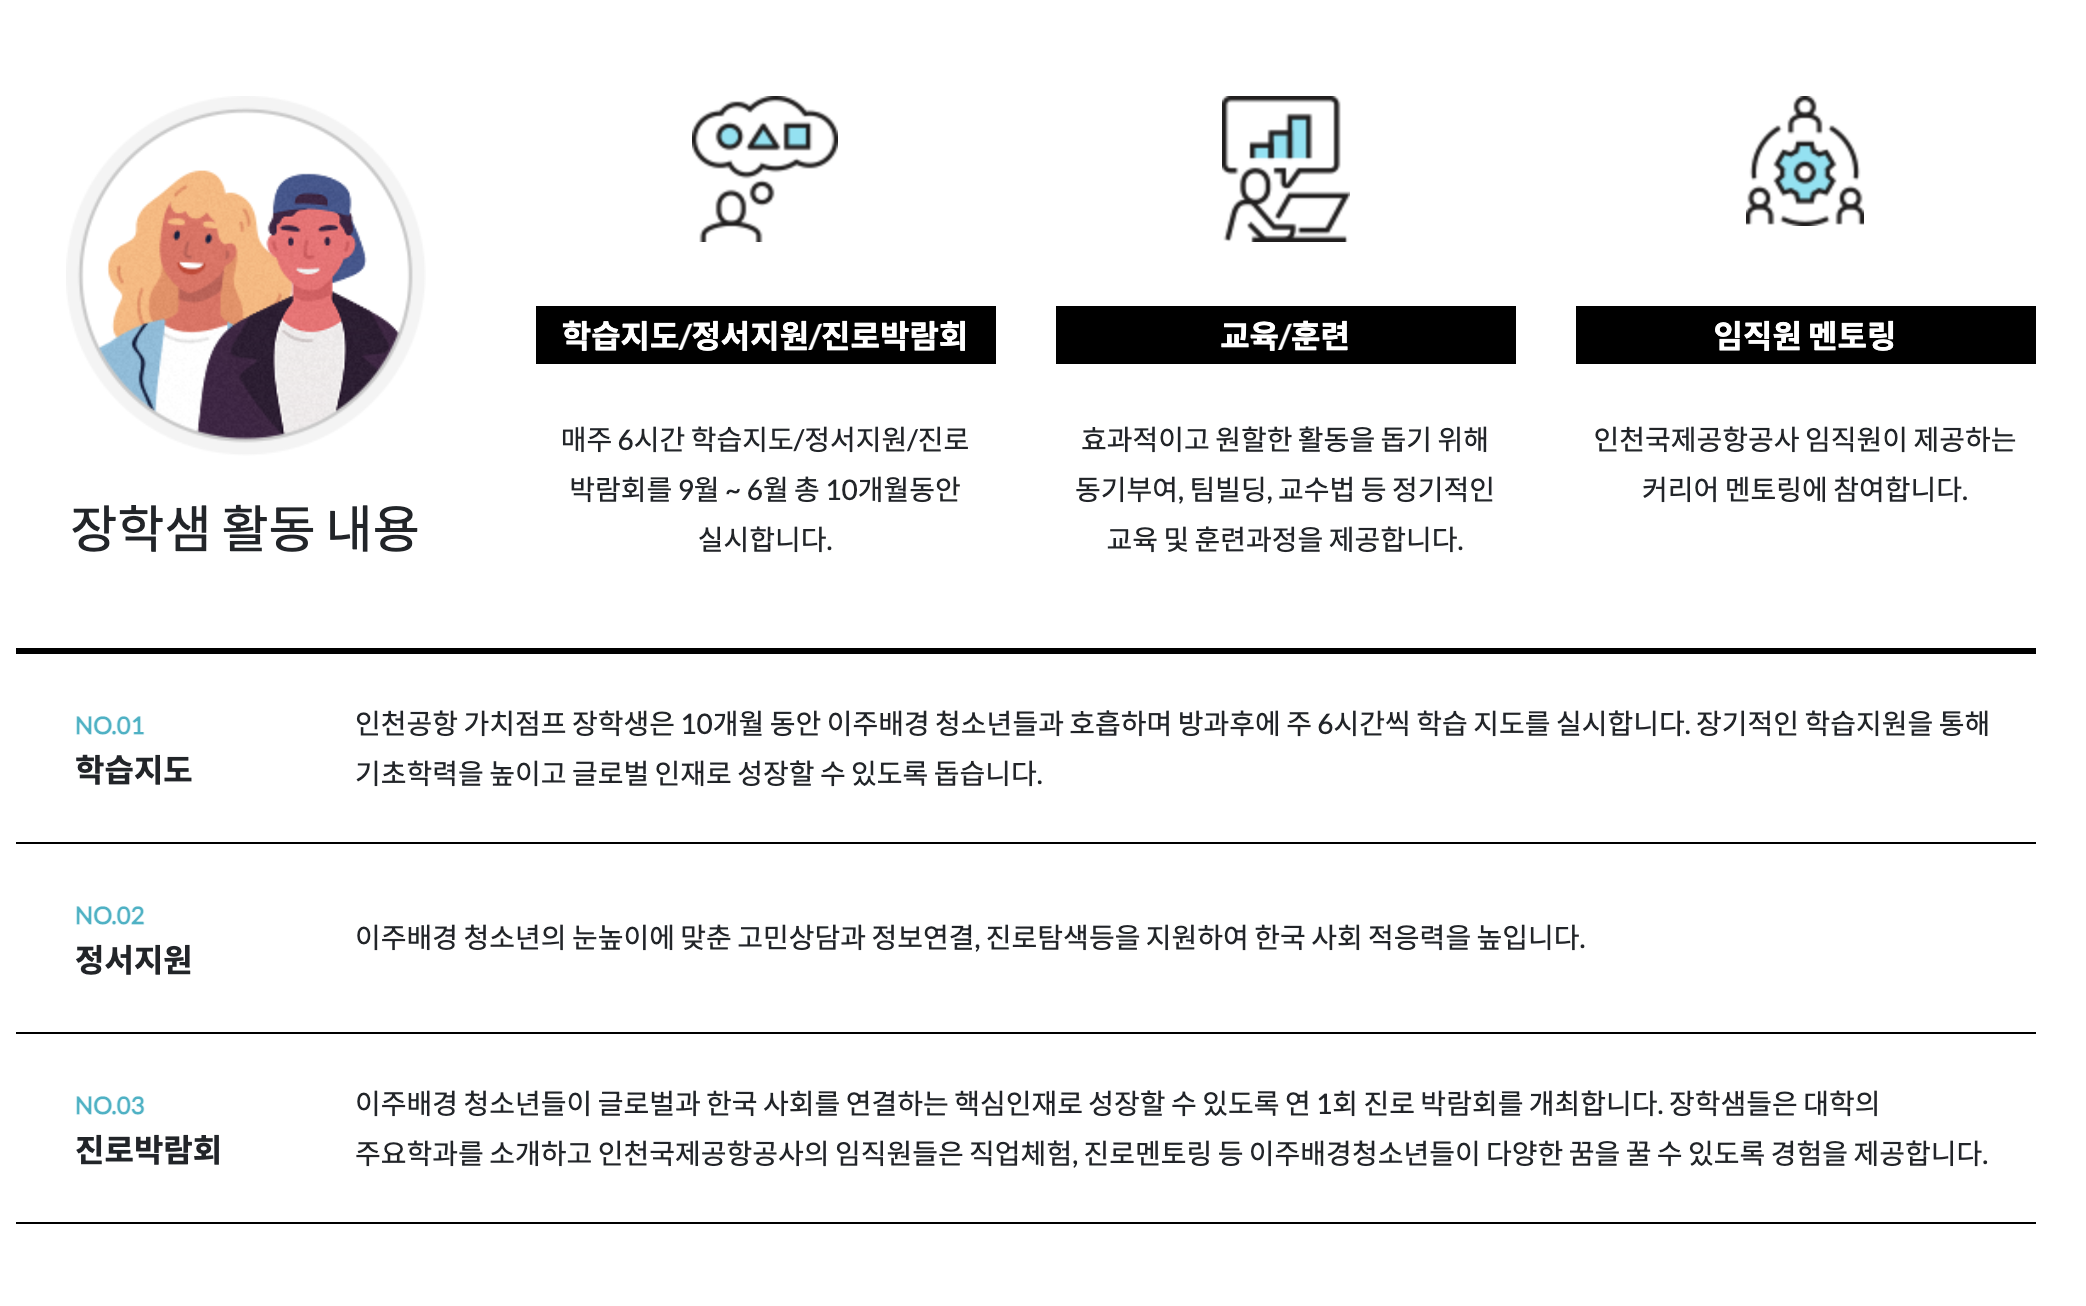 장학샘 활동 내용
학습지도/정서지원/진로박람회
매주 6시간 학습지도/정서지원/진로
박람회를 9월 ~ 6월 총 10개월동안
실시합니다.
교육/훈련
효과적이고 원할한 활동을 돕기 위해
동기부여, 팀빌딩, 교수법 등 정기적인
교육 및 훈련과정을 제공합니다.
임직원 멘토링
인천국제공항공사 임직원이 제공하는
커리어 멘토링에 참여합니다.
NO.01
학습지도
인천공항 가치점프 장학생은 10개월 동안 이주배경 청소년들과 호흡하며 방과후에 주 6시간씩 학습 지도를 실시합니다. 장기적인 학습지원을 통해
기초학력을 높이고 글로벌 인재로 성장할 수 있도록 돕습니다.
NO.02
정서지원
이주배경 청소년의 눈높이에 맞춘 고민상담과 정보연결, 진로탐색등을 지원하여 한국 사회 적응력을 높입니다.
NO.03
진로박람회
이주배경 청소년들이 글로벌과 한국 사회를 연결하는 핵심인재로 성장할 수 있도록 연 1회 진로 박람회를 개최합니다. 장학샘들은 대학의
주요학과를 소개하고 인천국제공항공사의 임직원들은 직업체험, 진로멘토링 등 이주배경청소년들이 다양한 꿈을 꿀 수 있도록 경험을 제공합니다.